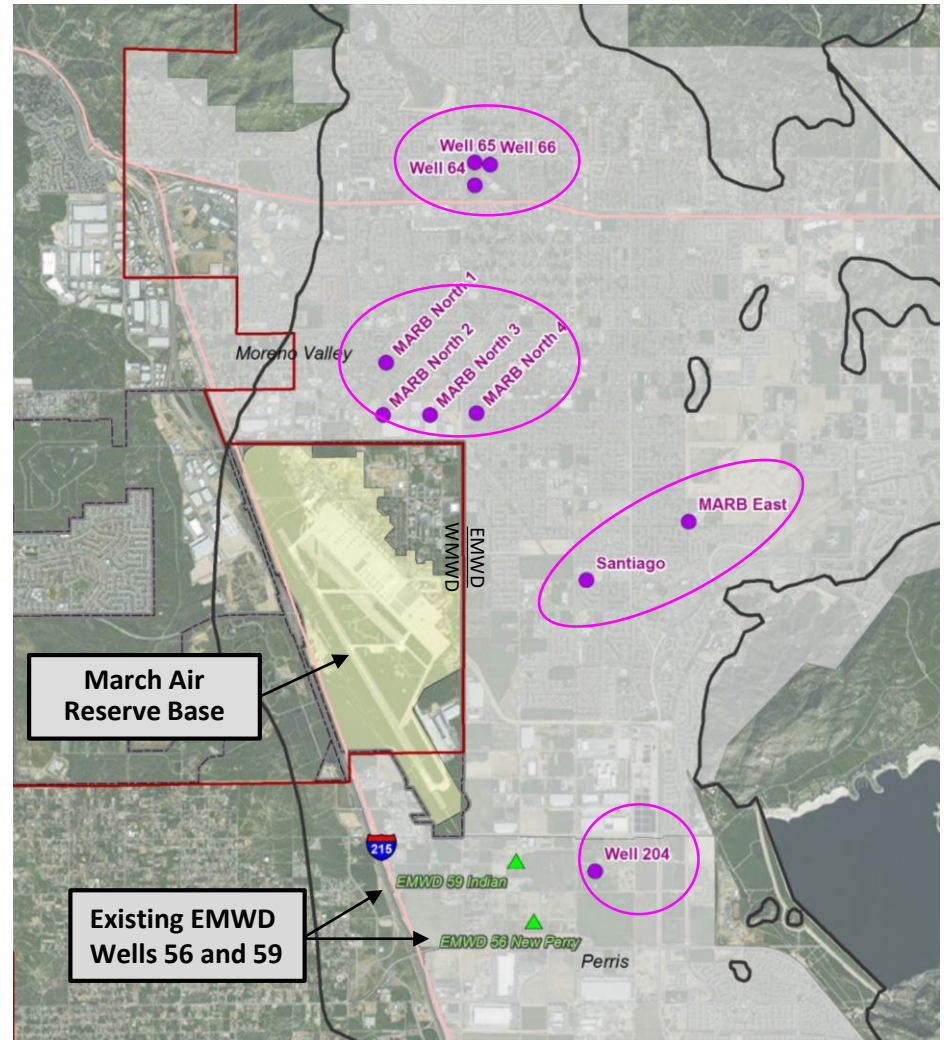 Well 65
Well 66
Well 64
MARB North 1
Moreno Valley
MARB North 2
MARB North 3
MARB North 4
MARB East
EMWD
WMWD
Santiago
March Air
Reserve Base
215
Well 204
EMWD 59 Indian
Existing EMWD
Wells 56 and 59
EMWD 56 New Perry
Perris